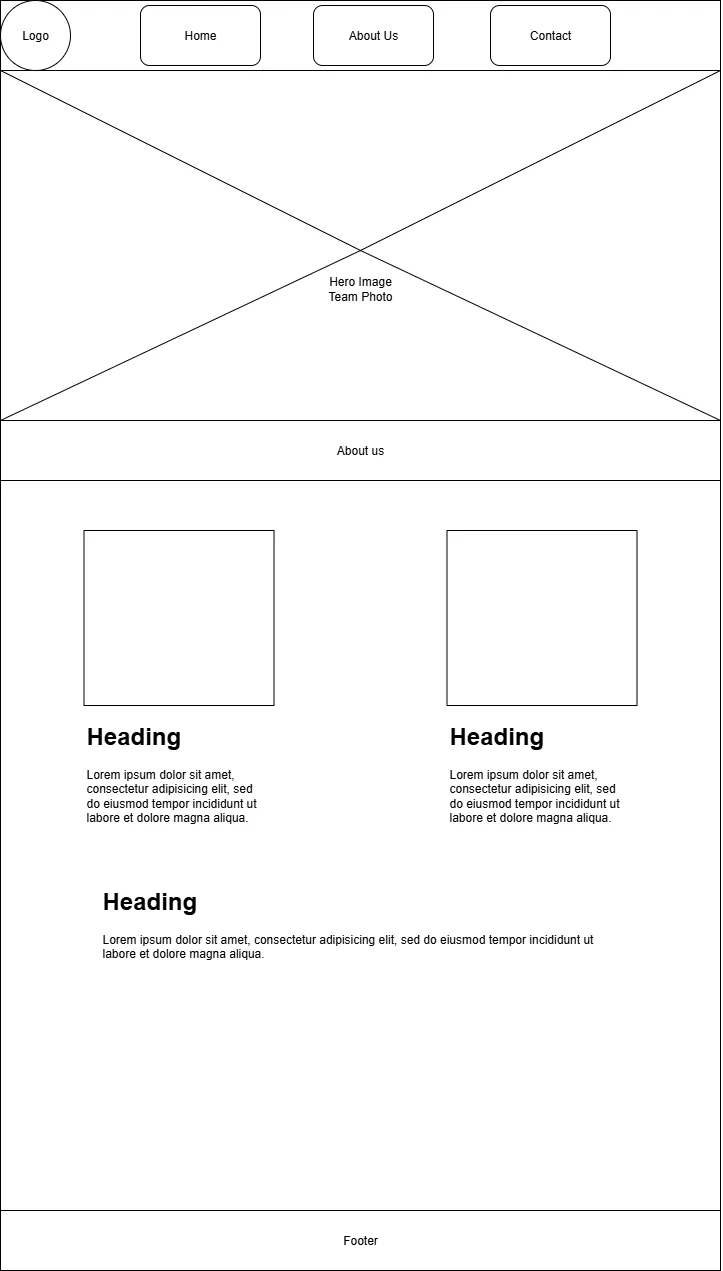 Logo
Home
About Us
Contact
Hero Image
Team Photo
About us
Heading
Lorem ipsum dolor sit amet,
consectetur adipisicing elit, sed
do eiusmod tempor incididunt ut
labore et dolore magna aliqua.
Heading
Lorem ipsum dolor sit amet,
consectetur adipisicing elit, sed
do eiusmod tempor incididunt ut
labore et dolore magna aliqua.
Heading
Lorem ipsum dolor sit amet, consectetur adipisicing elit, sed do eiusmod tempor incididunt ut
labore et dolore magna aliqua.
Footer